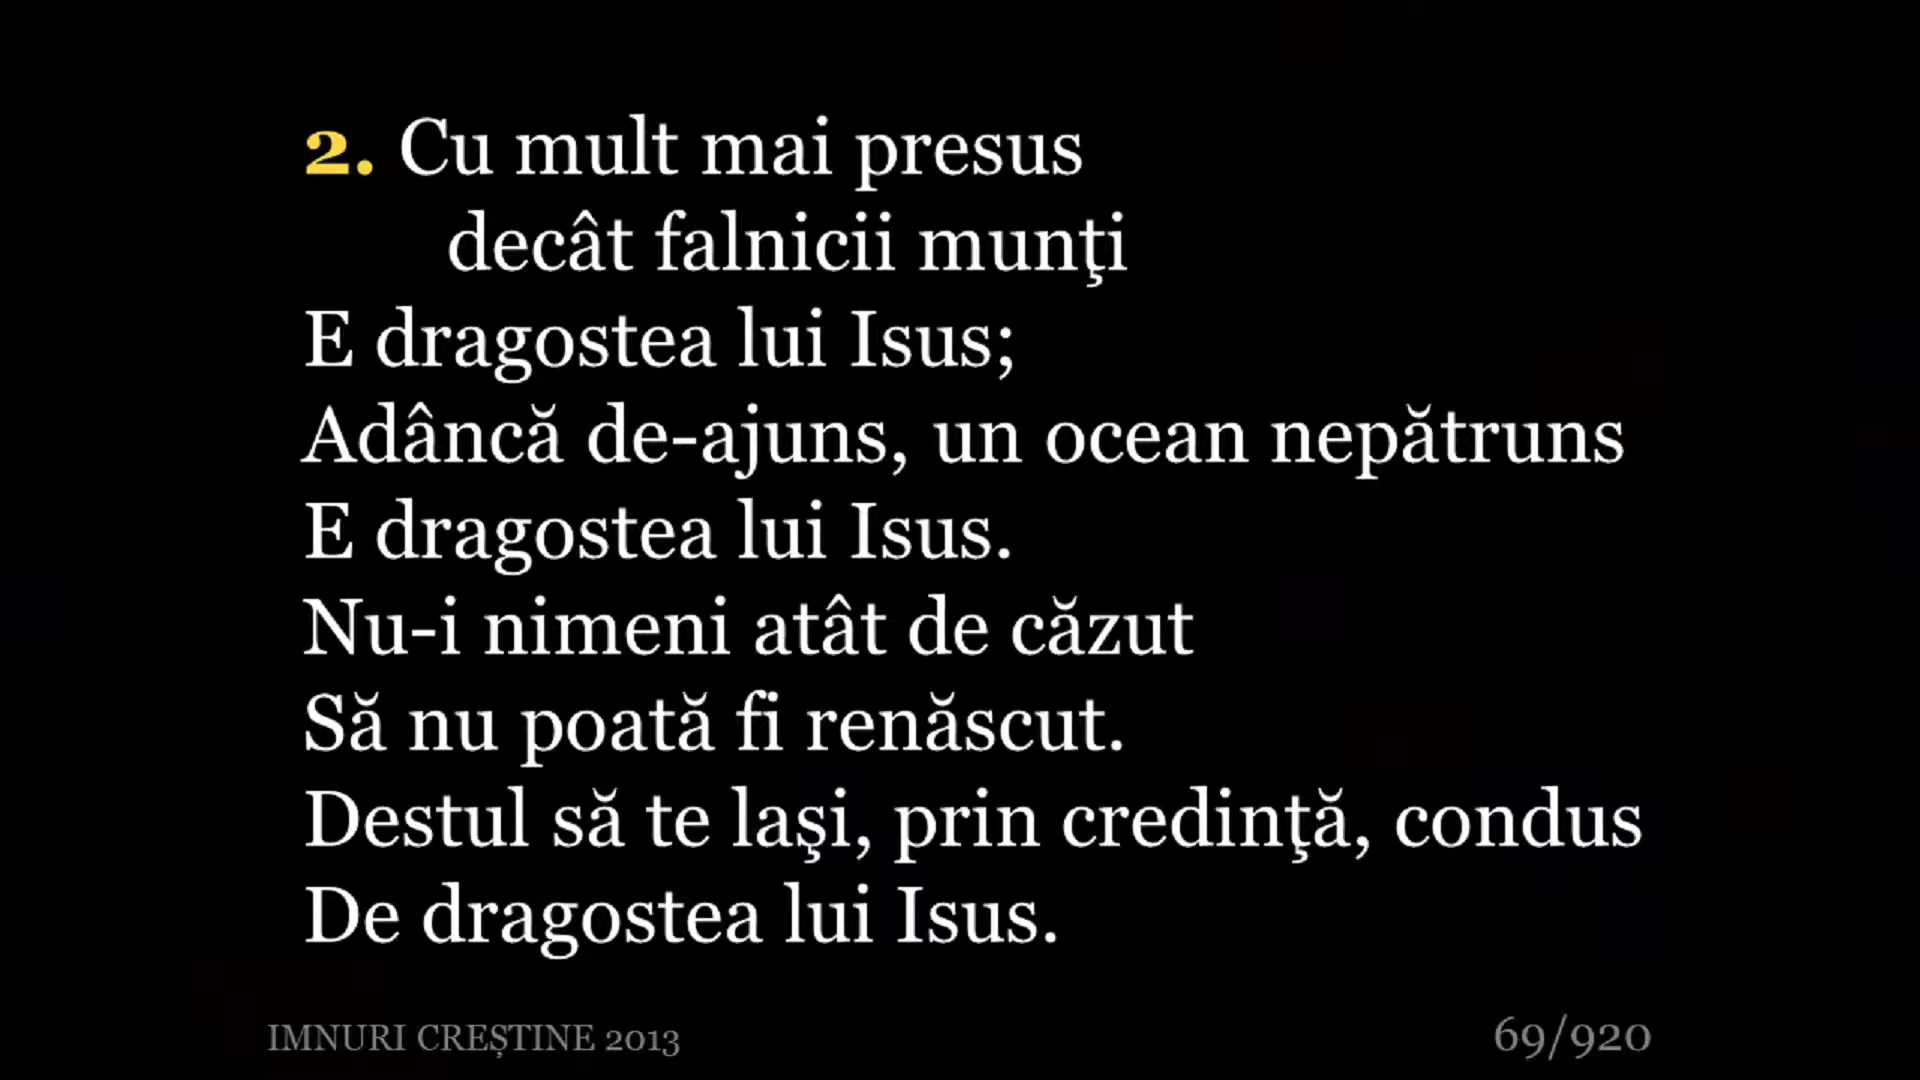 2. Cu mult mai presus
decât falnicii munţi
E dragostea lui Isus;
Adâncă de-ajuns, un ocean nepătruns
E dragostea lui Isus.
Nu-i nimeni atât de căzut
Să nu poată fi renăscut.
Destul să te laşi, prin credinţă, condus
De dragostea lui Isus.
IMNURI CREȘTINE 2013
69/920